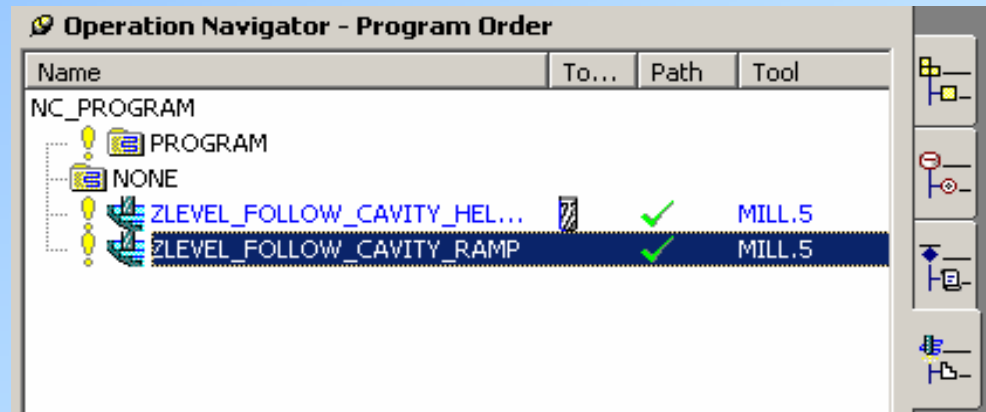 Operation Navigator - Program Order
Name To... Path Tool
NC_PROGRAM
PROGRAM
NONE
ZLEVEL_FOLLOW_CAVITY_HEL... MILL.5
ZLEVEL_FOLLOW_CAVITY_RAMP MILL.5